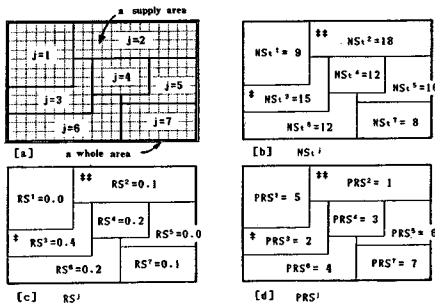 a supply area
j=1
j=2
j=4
j=5
j=3
j=6
j=7
[a] a whole area
** NSt²=18
NSt¹= 9
NSt⁴=12
NSt⁵=16
* NSt³=15
NSt⁶=12
NSt⁷= 8
[b] NStʲ
** RS²=0.1
RS¹=0.0
RS⁴=0.2
RS⁵=0.0
* RS³=0.4
RS⁶=0.2
RS⁷=0.1
[c] RSʲ
** PRS²= 1
PRS¹= 5
PRS⁴= 3
PRS⁵= 6
* PRS³= 2
PRS⁶= 4
PRS⁷= 7
[d] PRSʲ